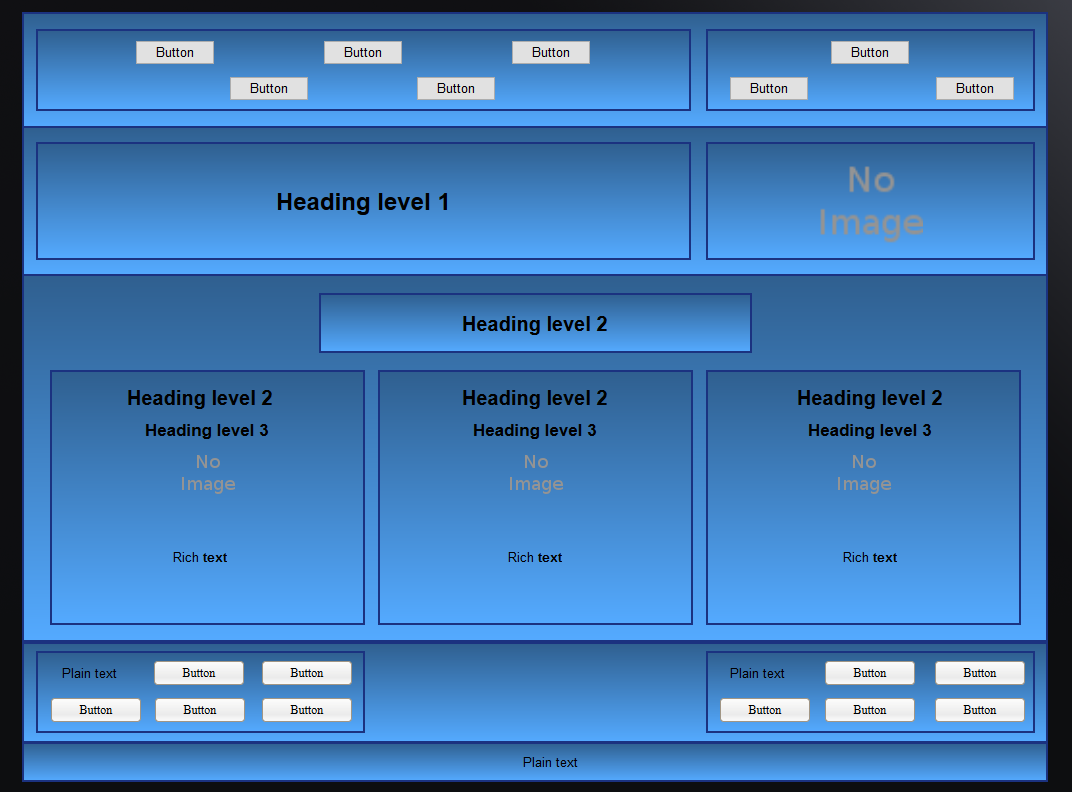 Button Button Button Button
Button Button Button Button
Heading level 1
No
Image
Heading level 2
Heading level 2 Heading level 2 Heading level 2
Heading level 3 Heading level 3 Heading level 3
No No No
Image Image Image
Rich text Rich text Rich text
Plain text Button Button Plain text Button Button
Button Button Button Button Button Button
Plain text